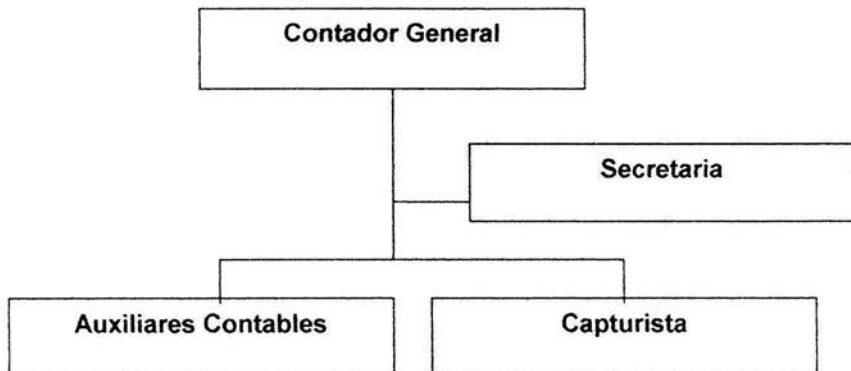 Contador General
Secretaria
Auxiliares Contables
Capturista